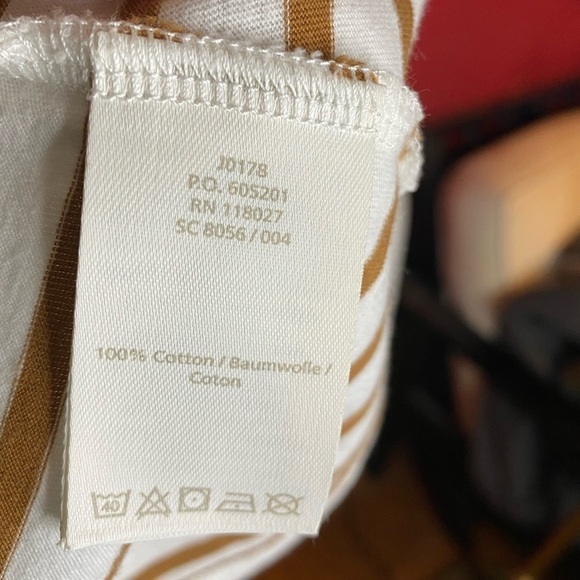 J0178
P.O. 605201
RN 118027
SC 8056 / 004
100% Cotton / Baumwolle /
Coton
40